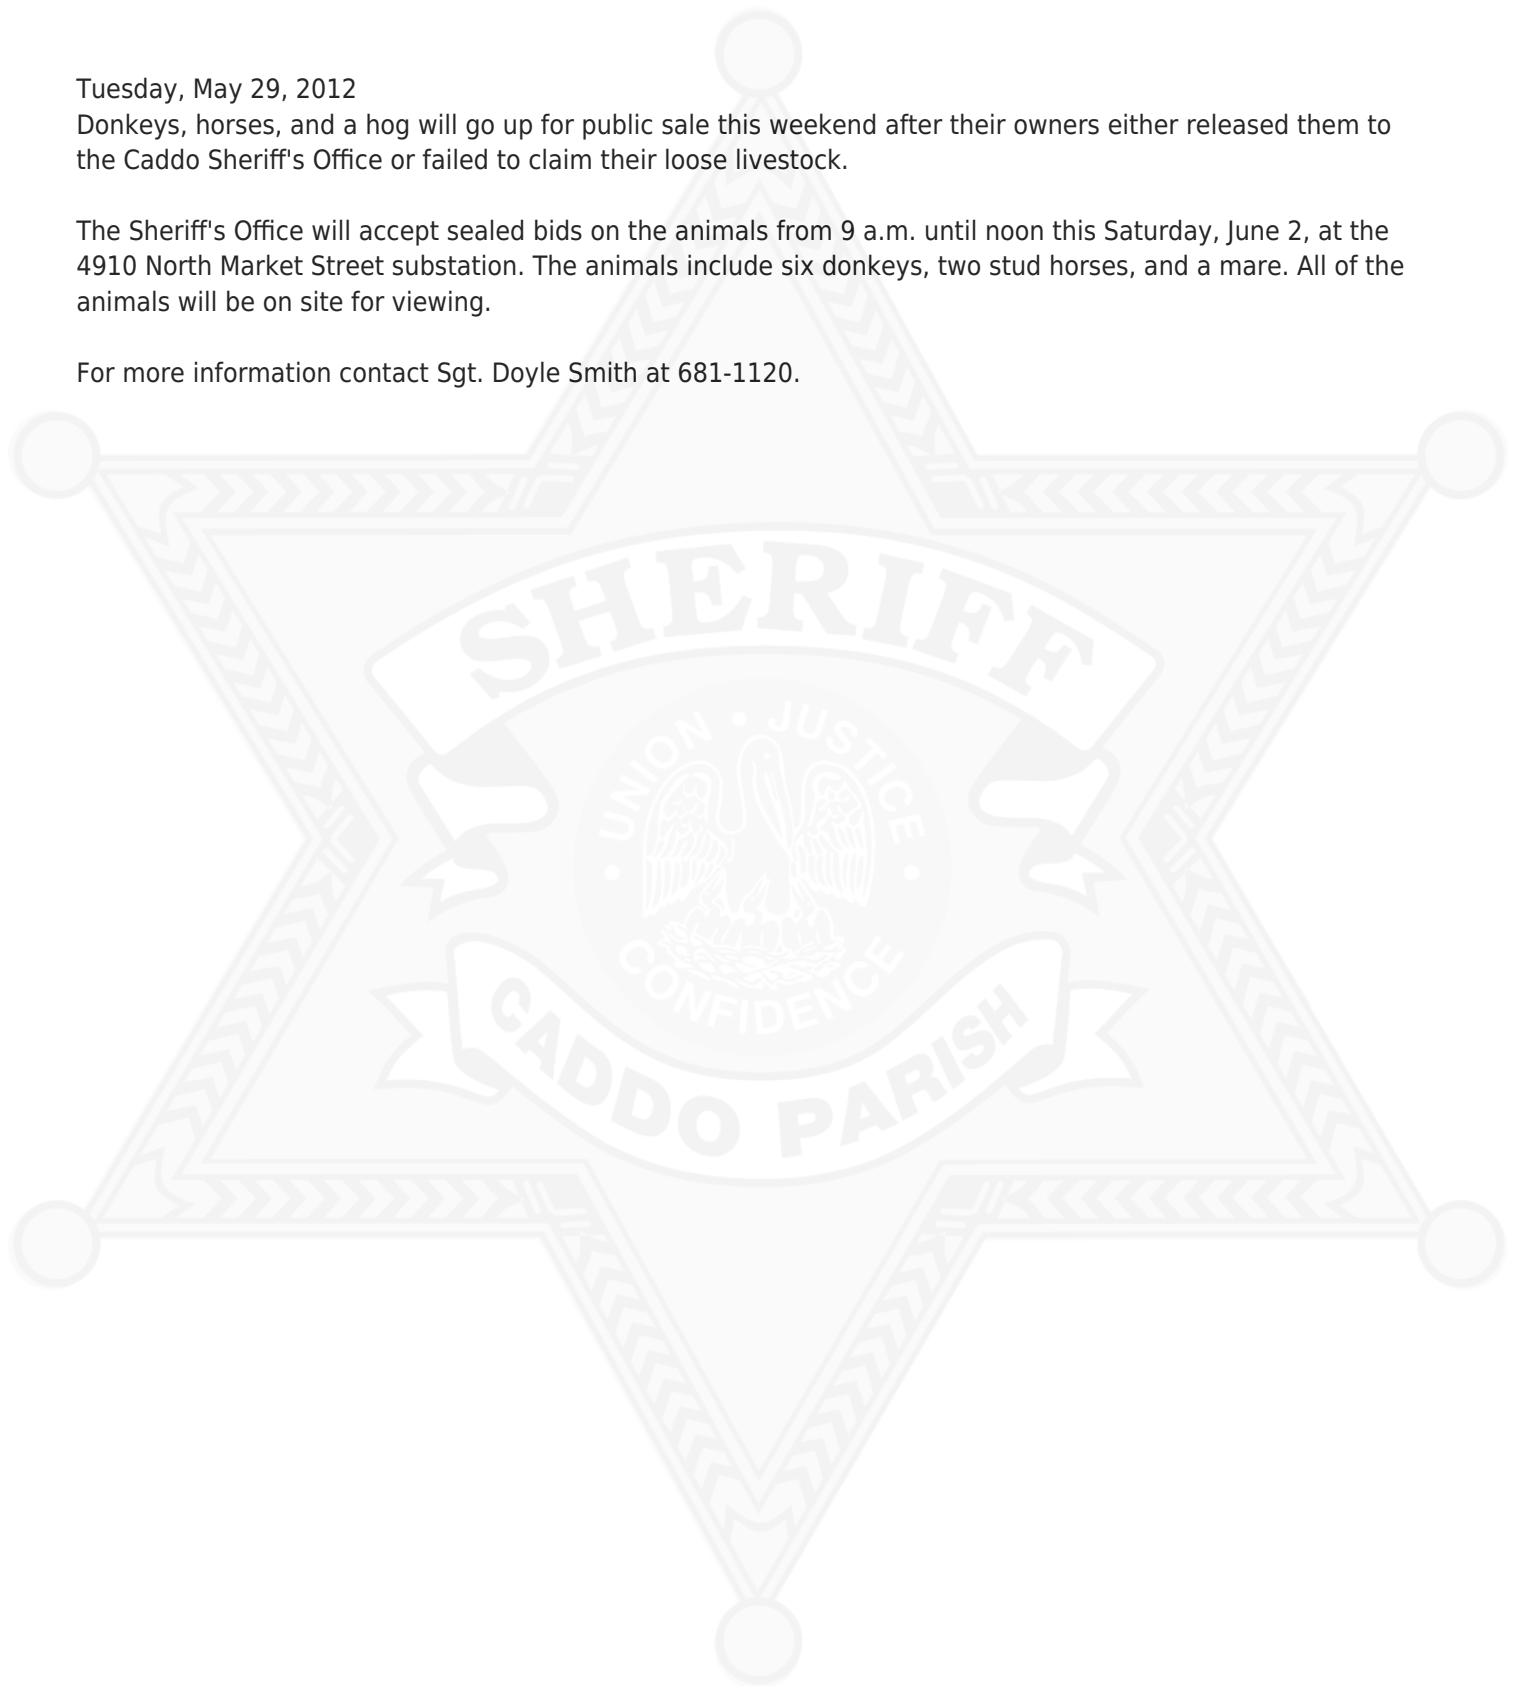 Tuesday, May 29, 2012
Donkeys, horses, and a hog will go up for public sale this weekend after their owners either released them to
the Caddo Sheriff's Office or failed to claim their loose livestock.
The Sheriff's Office will accept sealed bids on the animals from 9 a.m. until noon this Saturday, June 2, at the
4910 North Market Street substation. The animals include six donkeys, two stud horses, and a mare. All of the
animals will be on site for viewing.
For more information contact Sgt. Doyle Smith at 681-1120.
SHERIFF
UNION • JUSTICE
• CONFIDENCE •
CADDO PARISH